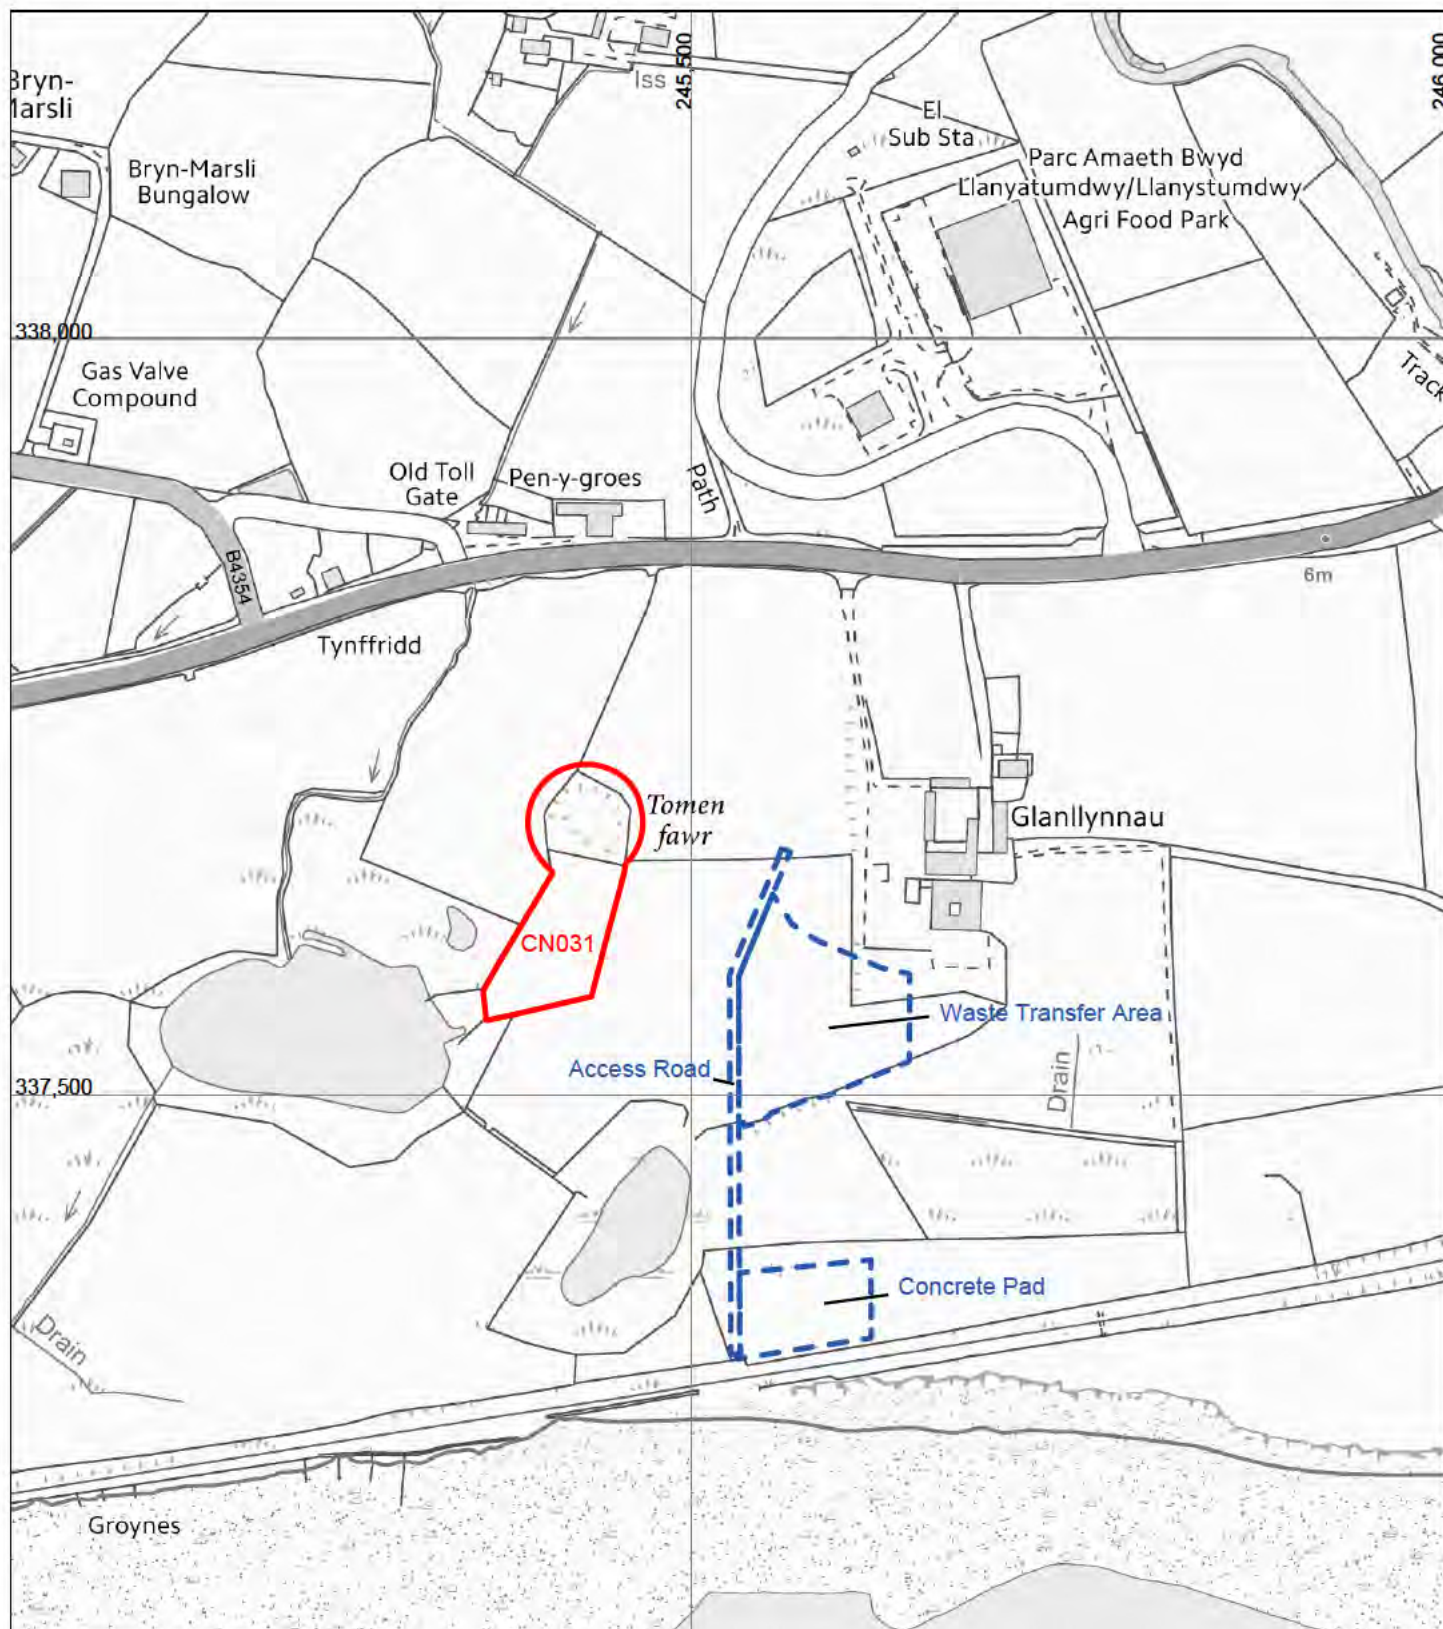 Iss
245,500
246,000
Bryn-
Marsli
El
Sub Sta
Bryn-Marsli
Bungalow
Parc Amaeth Bwyd
Llanyatumdwy/Llanystumdwy
Agri Food Park
338,000
Track
Gas Valve
Compound
Old Toll
Gate
Pen-y-groes
Path
B4354
6m
Tynffridd
Tomen
fawr
Glanllynnau
CN031
Waste Transfer Area
Access Road
Drain
337,500
Concrete Pad
Drain
Groynes